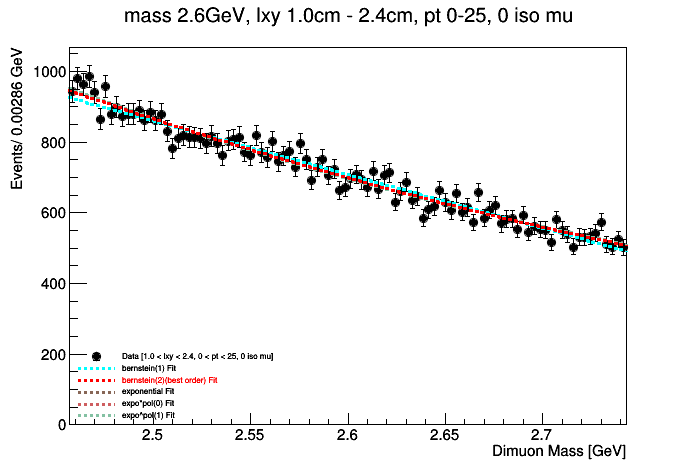 mass 2.6GeV, lxy 1.0cm - 2.4cm, pt 0-25, 0 iso mu
Events/ 0.00286 GeV
1000
800
600
400
200
0
Data [1.0 < lxy < 2.4, 0 < pt < 25, 0 iso mu]
bernstein(1) Fit
bernstein(2)(best order) Fit
exponential Fit
expo*pol(0) Fit
expo*pol(1) Fit
2.5 2.55 2.6 2.65 2.7
Dimuon Mass [GeV]